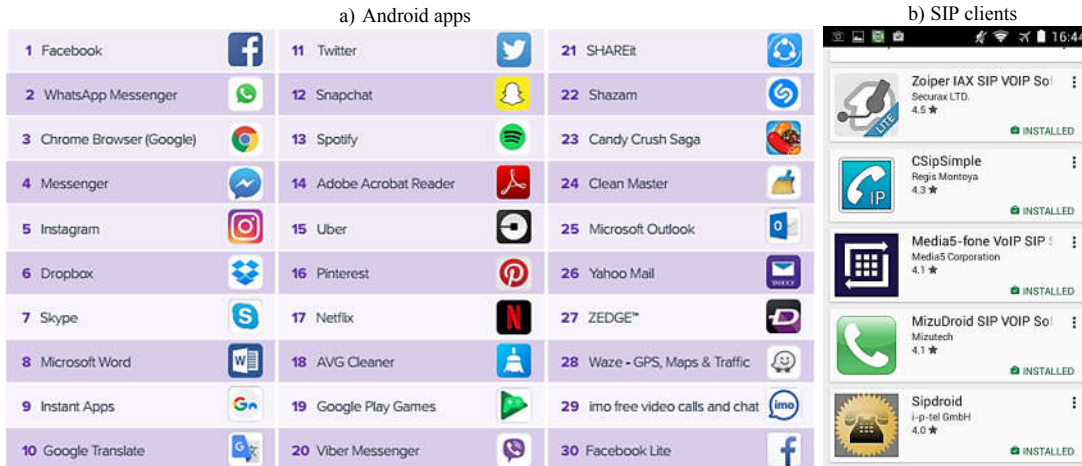 a) Android apps
1 Facebook
2 WhatsApp Messenger
3 Chrome Browser (Google)
4 Messenger
5 Instagram
6 Dropbox
7 Skype
8 Microsoft Word
9 Instant Apps
10 Google Translate
11 Twitter
12 Snapchat
13 Spotify
14 Adobe Acrobat Reader
15 Uber
16 Pinterest
17 Netflix
18 AVG Cleaner
19 Google Play Games
20 Viber Messenger
21 SHAREit
22 Shazam
23 Candy Crush Saga
24 Clean Master
25 Microsoft Outlook
26 Yahoo Mail
YAHOO!
27 ZEDGE™
28 Waze - GPS, Maps & Traffic
29 imo free video calls and chat
imo
30 Facebook Lite
b) SIP clients
16:44
Zoiper IAX SIP VOIP Sof
Securax LTD.
4.5 ★
LITE
INSTALLED
CSipSimple
Regis Montoya
4.3 ★
IP
INSTALLED
Media5-fone VoIP SIP S
Media5 Corporation
4.1 ★
INSTALLED
MizuDroid SIP VOIP Sof
Mizutech
4.1 ★
INSTALLED
Sipdroid
i-p-tel GmbH
4.0 ★
INSTALLED